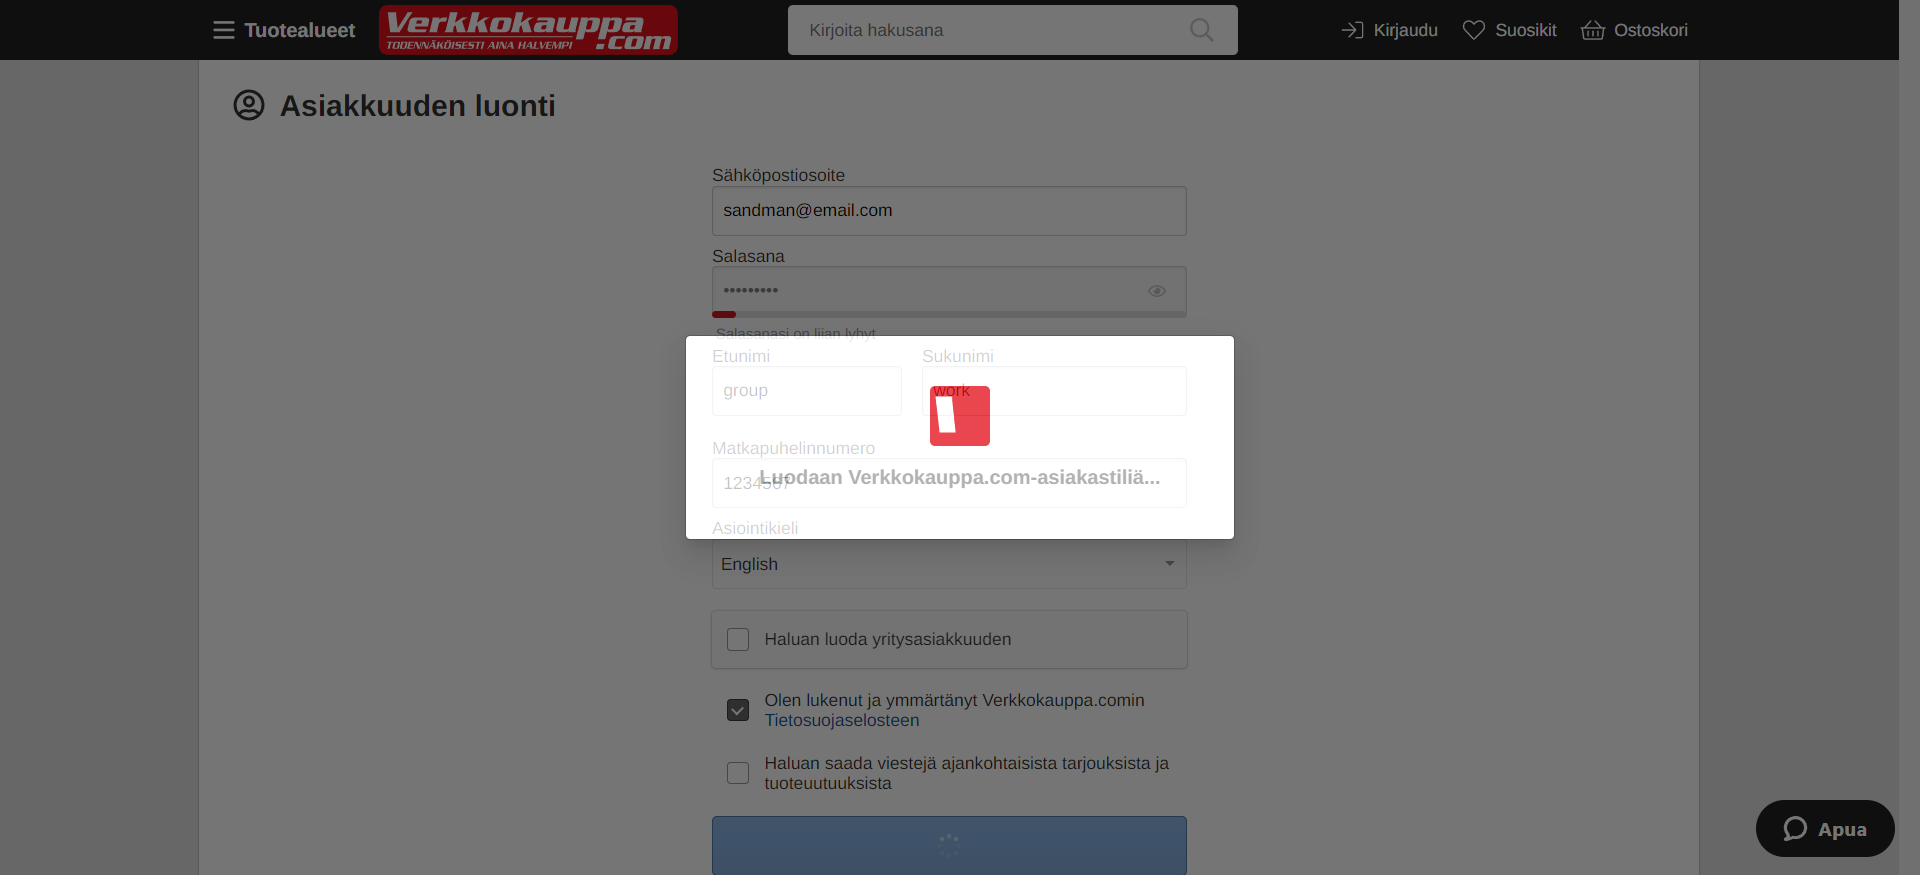 Tuotealueet
Verkkokauppa.com
TODENNÄKÖISESTI AINA HALVEMPI
Kirjoita hakusana
Kirjaudu
Suosikit
Ostoskori
Asiakkuuden luonti
Sähköpostiosoite
sandman@email.com
Salasana
•••••••••
Salasanasi on liian lyhyt
Etunimi
Sukunimi
group
work
Matkapuhelinnumero
1234567
Luodaan Verkkokauppa.com-asiakastiliä...
Asiointikieli
English
Haluan luoda yritysasiakkuuden
Olen lukenut ja ymmärtänyt Verkkokauppa.comin
Tietosuojaselosteen
Haluan saada viestejä ajankohtaisista tarjouksista ja
tuoteuutuuksista
Apua